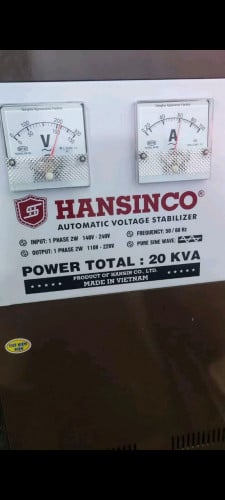 V
A
HANSINCO®
AUTOMATIC VOLTAGE STABILIZER
INPUT: 1 PHASE 2W 140V - 240V
FREQUENCY: 50 / 60 Hz
OUTPUT: 1 PHASE 2W 110V - 220V
PURE SINE WAVE
POWER TOTAL : 20 KVA
PRODUCT OF HANSIN CO., LTD.
MADE IN VIETNAM